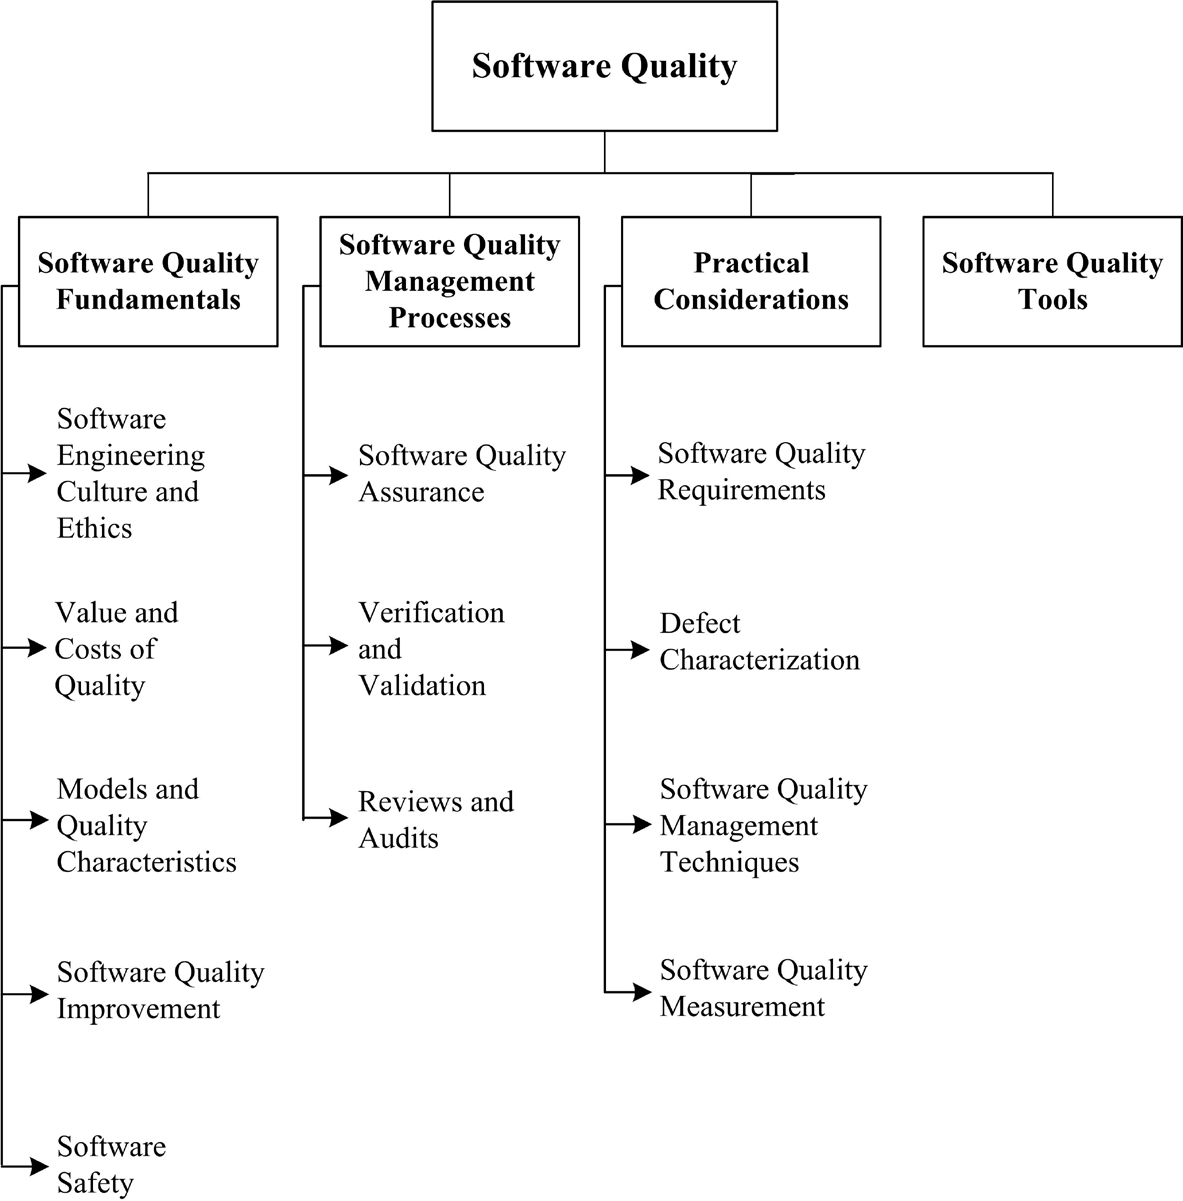 Software Quality
Software Quality
Fundamentals
Software
Engineering
Culture and
Ethics
Value and
Costs of
Quality
Models and
Quality
Characteristics
Software Quality
Improvement
Software
Safety
Software Quality
Management
Processes
Software Quality
Assurance
Verification
and
Validation
Reviews and
Audits
Practical
Considerations
Software Quality
Requirements
Defect
Characterization
Software Quality
Management
Techniques
Software Quality
Measurement
Software Quality
Tools